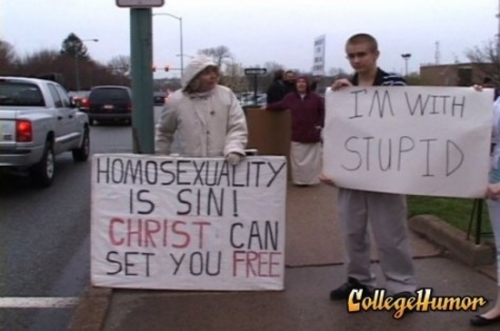 HOMOSEXUALITY
IS SIN!
CHRIST CAN
SET YOU FREE
I'M WITH
STUPID
CollegeHumor